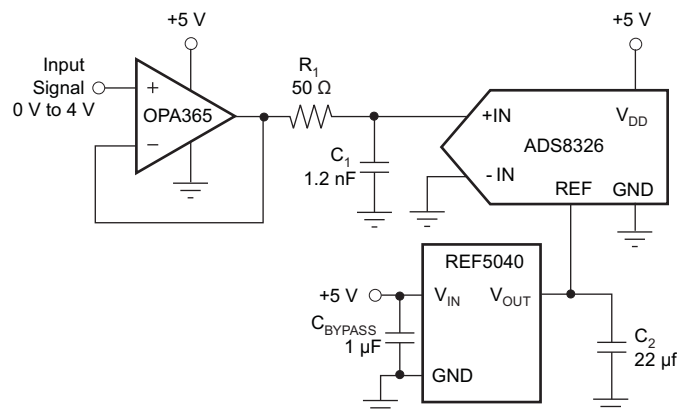 +5 V
+5 V
Input
Signal
0 V to 4 V
+
−
OPA365
R1
50 Ω
C1
1.2 nF
+IN
- IN
VDD
ADS8326
REF
GND
REF5040
+5 V
VIN
VOUT
CBYPASS
1 µF
GND
C2
22 µf